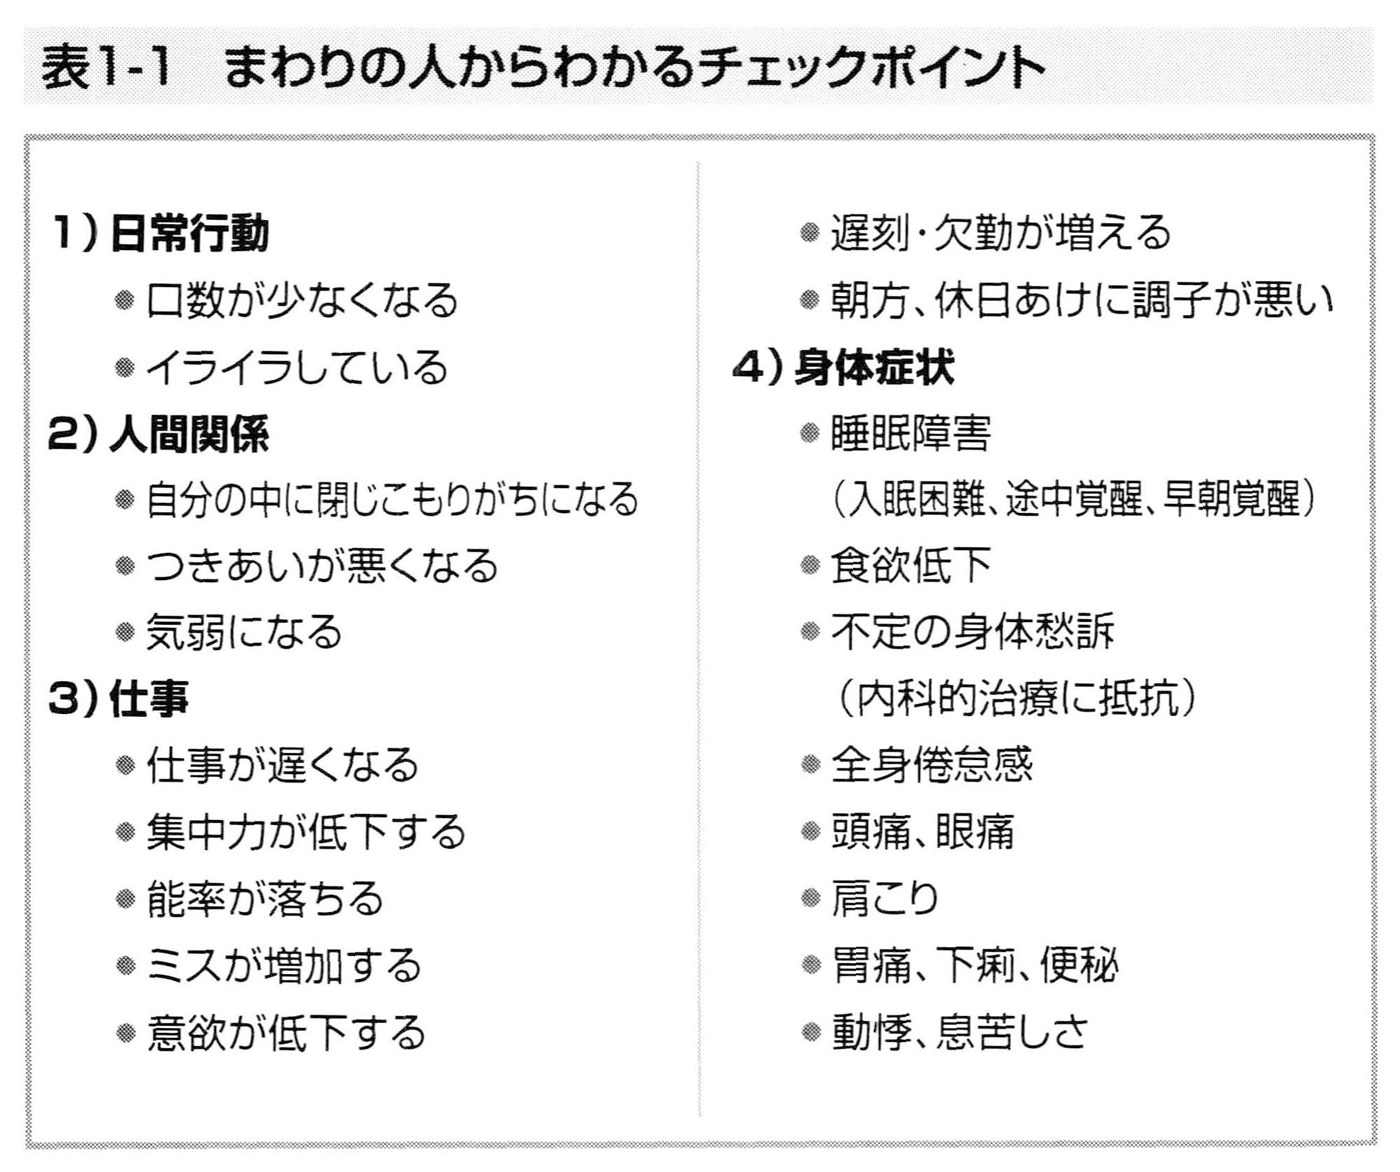 表1-1　まわりの人からわかるチェックポイント
1）日常行動
●口数が少なくなる
●イライラしている
2）人間関係
●自分の中に閉じこもりがちになる
●つきあいが悪くなる
●気弱になる
3）仕事
●仕事が遅くなる
●集中力が低下する
●能率が落ちる
●ミスが増加する
●意欲が低下する
●遅刻・欠勤が増える
●朝方、休日あけに調子が悪い
4）身体症状
●睡眠障害
（入眠困難、途中覚醒、早朝覚醒）
●食欲低下
●不定の身体愁訴
（内科的治療に抵抗）
●全身倦怠感
●頭痛、眼痛
●肩こり
●胃痛、下痢、便秘
●動悸、息苦しさ